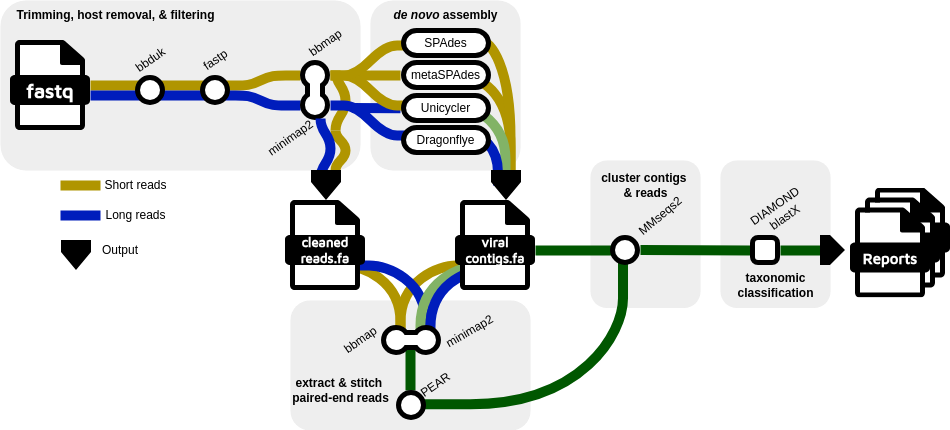 Trimming, host removal, & filtering
de novo assembly
fastq
bbduk
fastp
bbmap
minimap2
SPAdes
metaSPAdes
Unicycler
Dragonflye
Short reads
Long reads
Output
cleaned
reads.fa
viral
contigs.fa
cluster contigs
& reads
MMseqs2
DIAMOND
blastX
taxonomic
classification
Reports
bbmap
minimap2
extract & stitch
paired-end reads
PEAR